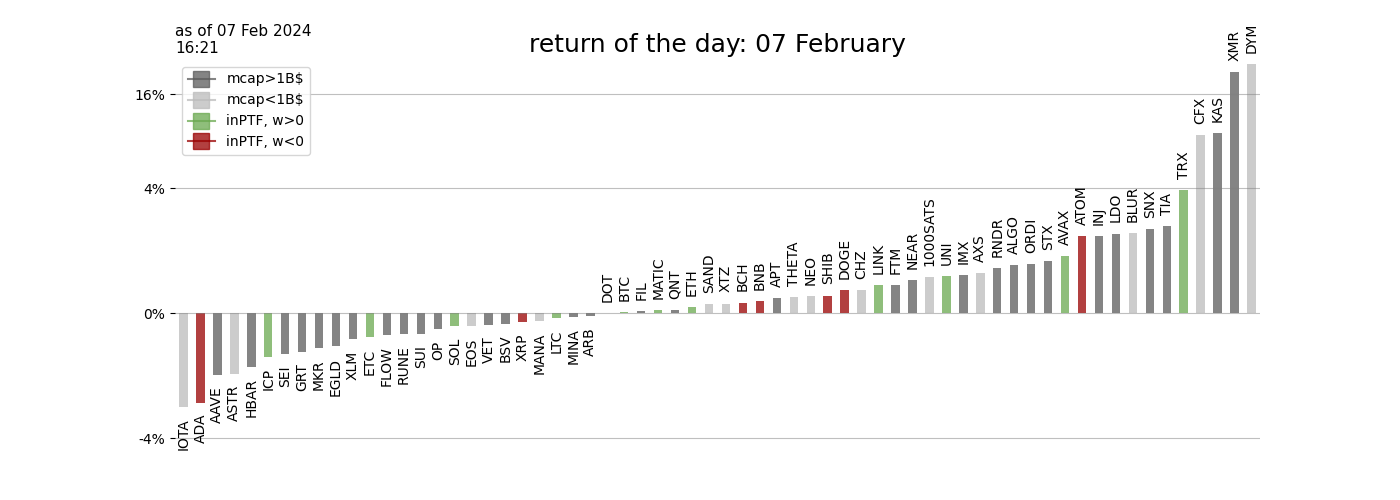 as of 07 Feb 2024
16:21
return of the day: 07 February
mcap>1B$
mcap<1B$
inPTF, w>0
inPTF, w<0
16%
4%
0%
-4%
IOTA
ADA
AAVE
ASTR
HBAR
ICP
SEI
GRT
MKR
EGLD
XLM
ETC
FLOW
RUNE
SUI
OP
SOL
EOS
VET
BSV
XRP
MANA
LTC
MINA
ARB
DOT
BTC
FIL
MATIC
QNT
ETH
SAND
XTZ
BCH
BNB
APT
THETA
NEO
SHIB
DOGE
CHZ
LINK
FTM
NEAR
1000SATS
UNI
IMX
AXS
RNDR
ALGO
ORDI
STX
AVAX
ATOM
INJ
LDO
BLUR
SNX
TIA
TRX
CFX
KAS
XMR
DYM